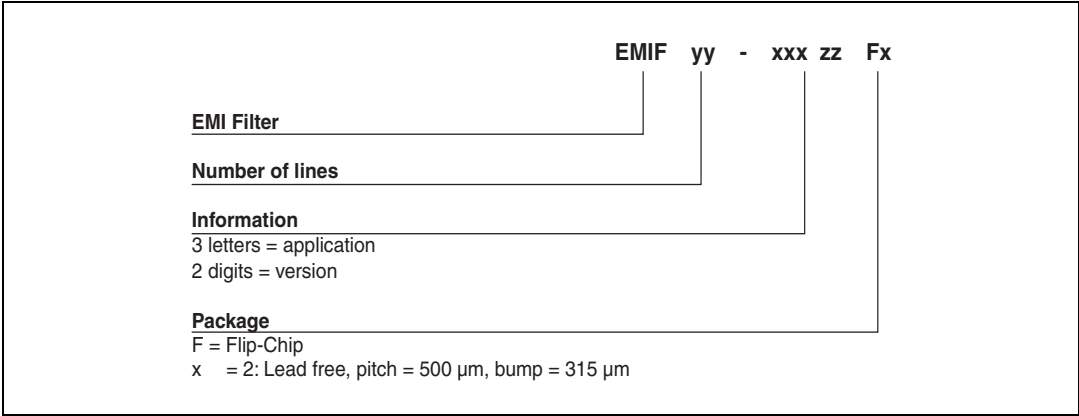 EMIF yy - xxx zz Fx
EMI Filter
Number of lines
Information
3 letters = application
2 digits = version
Package
F = Flip-Chip
x = 2: Lead free, pitch = 500 µm, bump = 315 µm